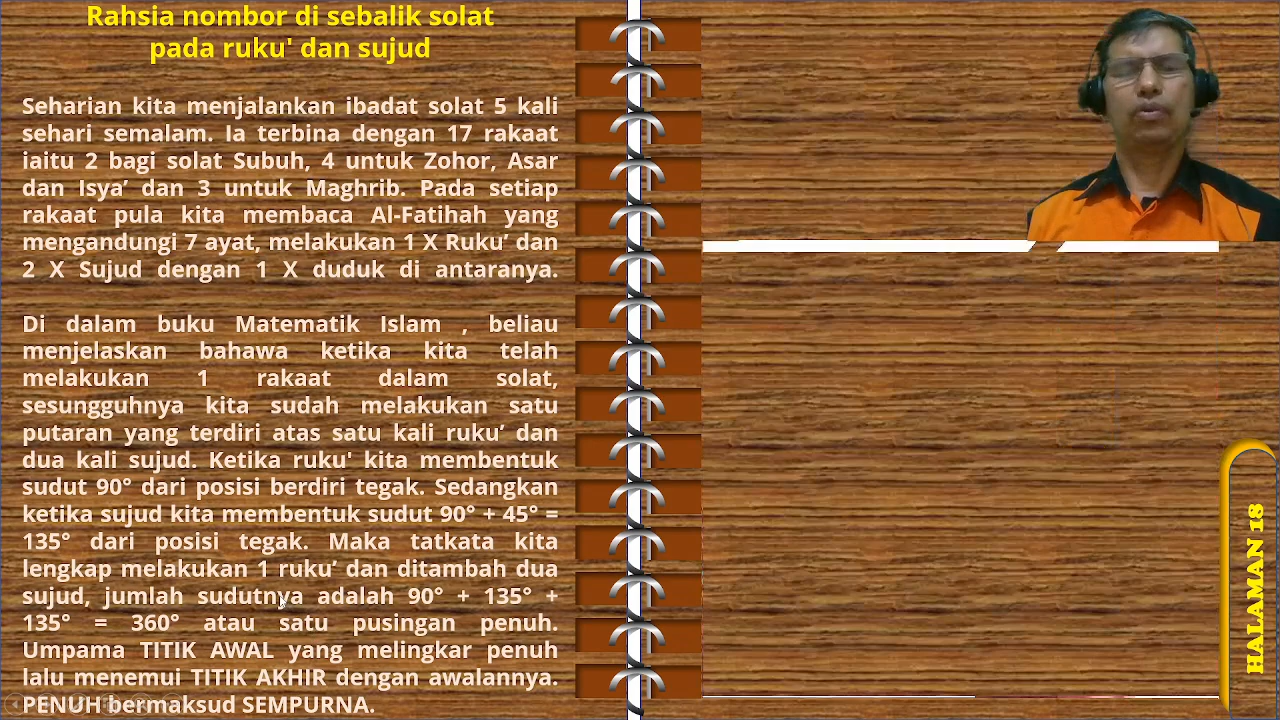 Rahsia nombor di sebalik solat
pada ruku' dan sujud
Seharian kita menjalankan ibadat solat 5 kali
sehari semalam. Ia terbina dengan 17 rakaat
iaitu 2 bagi solat Subuh, 4 untuk Zohor, Asar
dan Isya’ dan 3 untuk Maghrib. Pada setiap
rakaat pula kita membaca Al-Fatihah yang
mengandungi 7 ayat, melakukan 1 X Ruku’ dan
2 X Sujud dengan 1 X duduk di antaranya.
Di dalam buku Matematik Islam , beliau
menjelaskan bahawa ketika kita telah
melakukan 1 rakaat dalam solat,
sesungguhnya kita sudah melakukan satu
putaran yang terdiri atas satu kali ruku’ dan
dua kali sujud. Ketika ruku' kita membentuk
sudut 90° dari posisi berdiri tegak. Sedangkan
ketika sujud kita membentuk sudut 90° + 45° =
135° dari posisi tegak. Maka tatkata kita
lengkap melakukan 1 ruku’ dan ditambah dua
sujud, jumlah sudutnya adalah 90° + 135° +
135° = 360° atau satu pusingan penuh.
Umpama TITIK AWAL yang melingkar penuh
lalu menemui TITIK AKHIR dengan awalannya.
PENUH bermaksud SEMPURNA.
HALAMAN 18